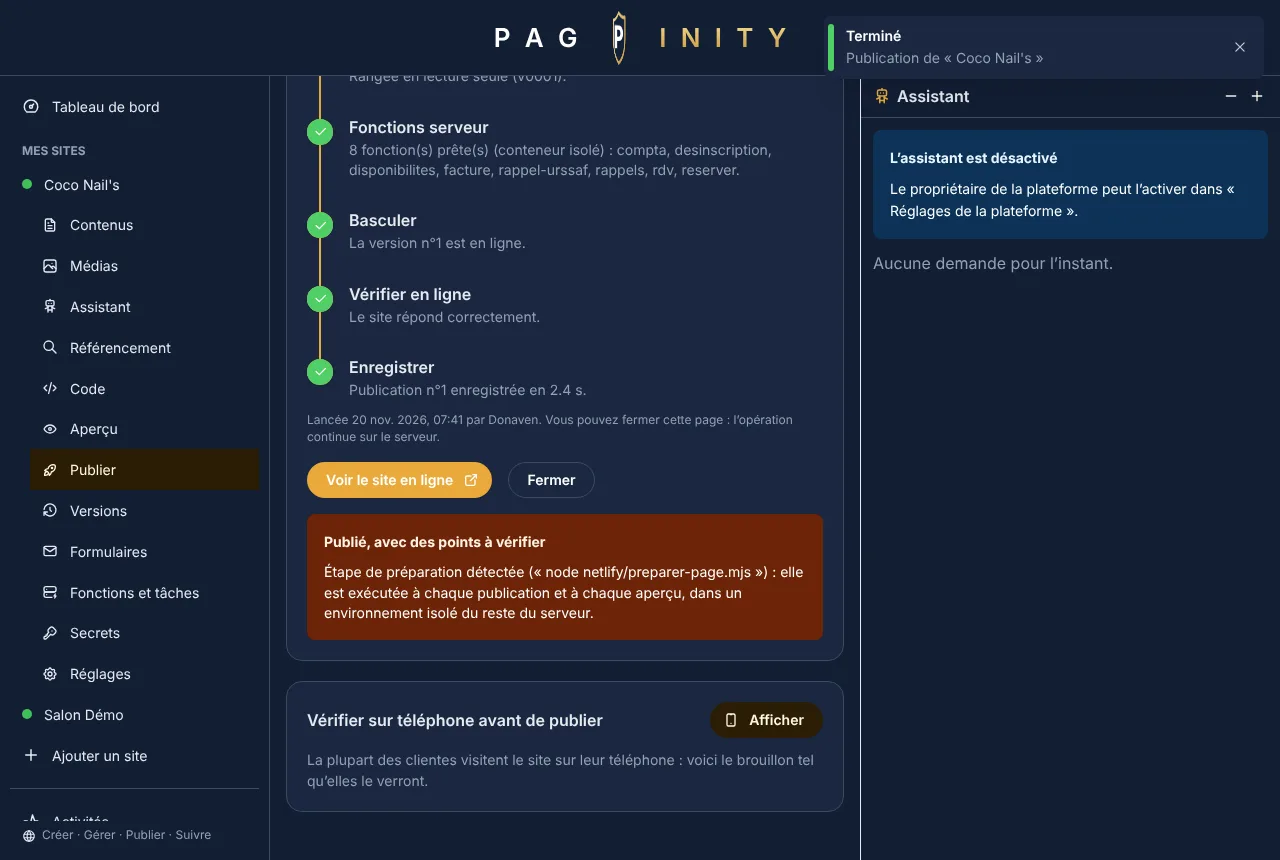 PAG INITY
Terminé
Publication de « Coco Nail's »
Tableau de bord
MES SITES
Coco Nail's
Contenus
Médias
Assistant
Référencement
Code
Aperçu
Publier
Versions
Formulaires
Fonctions et tâches
Secrets
Réglages
Salon Démo
Ajouter un site
Activités
Créer · Gérer · Publier · Suivre
Rangée en lecture seule (v0001).
Fonctions serveur
8 fonction(s) prête(s) (conteneur isolé) : compta, desinscription,
disponibilites, facture, rappel-urssaf, rappels, rdv, reserver.
Basculer
La version n°1 est en ligne.
Vérifier en ligne
Le site répond correctement.
Enregistrer
Publication n°1 enregistrée en 2.4 s.
Lancée 20 nov. 2026, 07:41 par Donaven. Vous pouvez fermer cette page : l’opération
continue sur le serveur.
Voir le site en ligne
Fermer
Publié, avec des points à vérifier
Étape de préparation détectée (« node netlify/preparer-page.mjs ») : elle
est exécutée à chaque publication et à chaque aperçu, dans un
environnement isolé du reste du serveur.
Vérifier sur téléphone avant de publier
Afficher
La plupart des clientes visitent le site sur leur téléphone : voici le brouillon tel
qu’elles le verront.
Assistant
L’assistant est désactivé
Le propriétaire de la plateforme peut l’activer dans «
Réglages de la plateforme ».
Aucune demande pour l’instant.